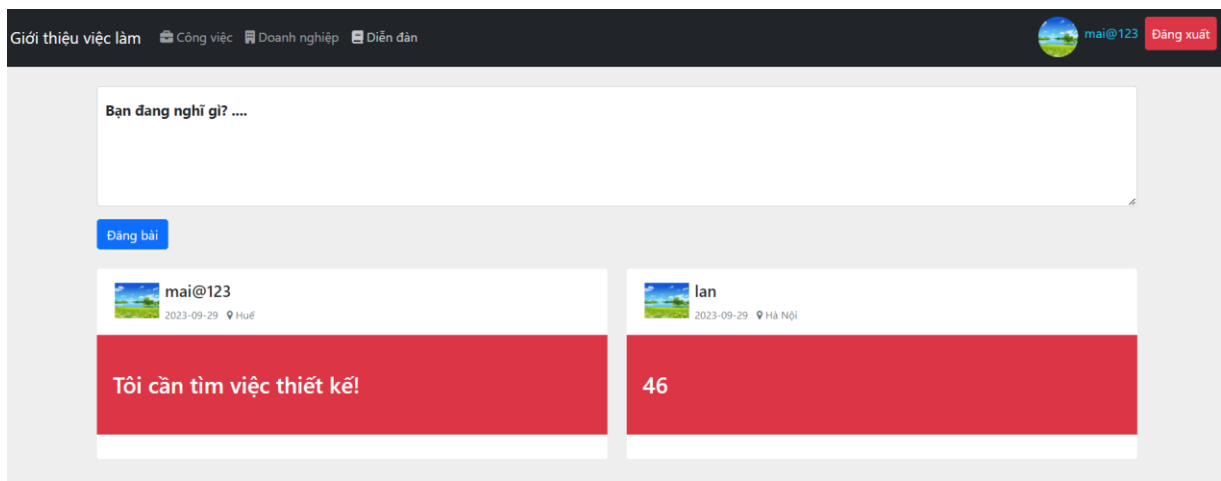 Giới thiệu việc làm Công việc Doanh nghiệp Diễn đàn mai@123 Đăng xuất
Bạn đang nghĩ gì? ....
Đăng bài
mai@123
2023-09-29 Huế
Tôi cần tìm việc thiết kế!
lan
2023-09-29 Hà Nội
46